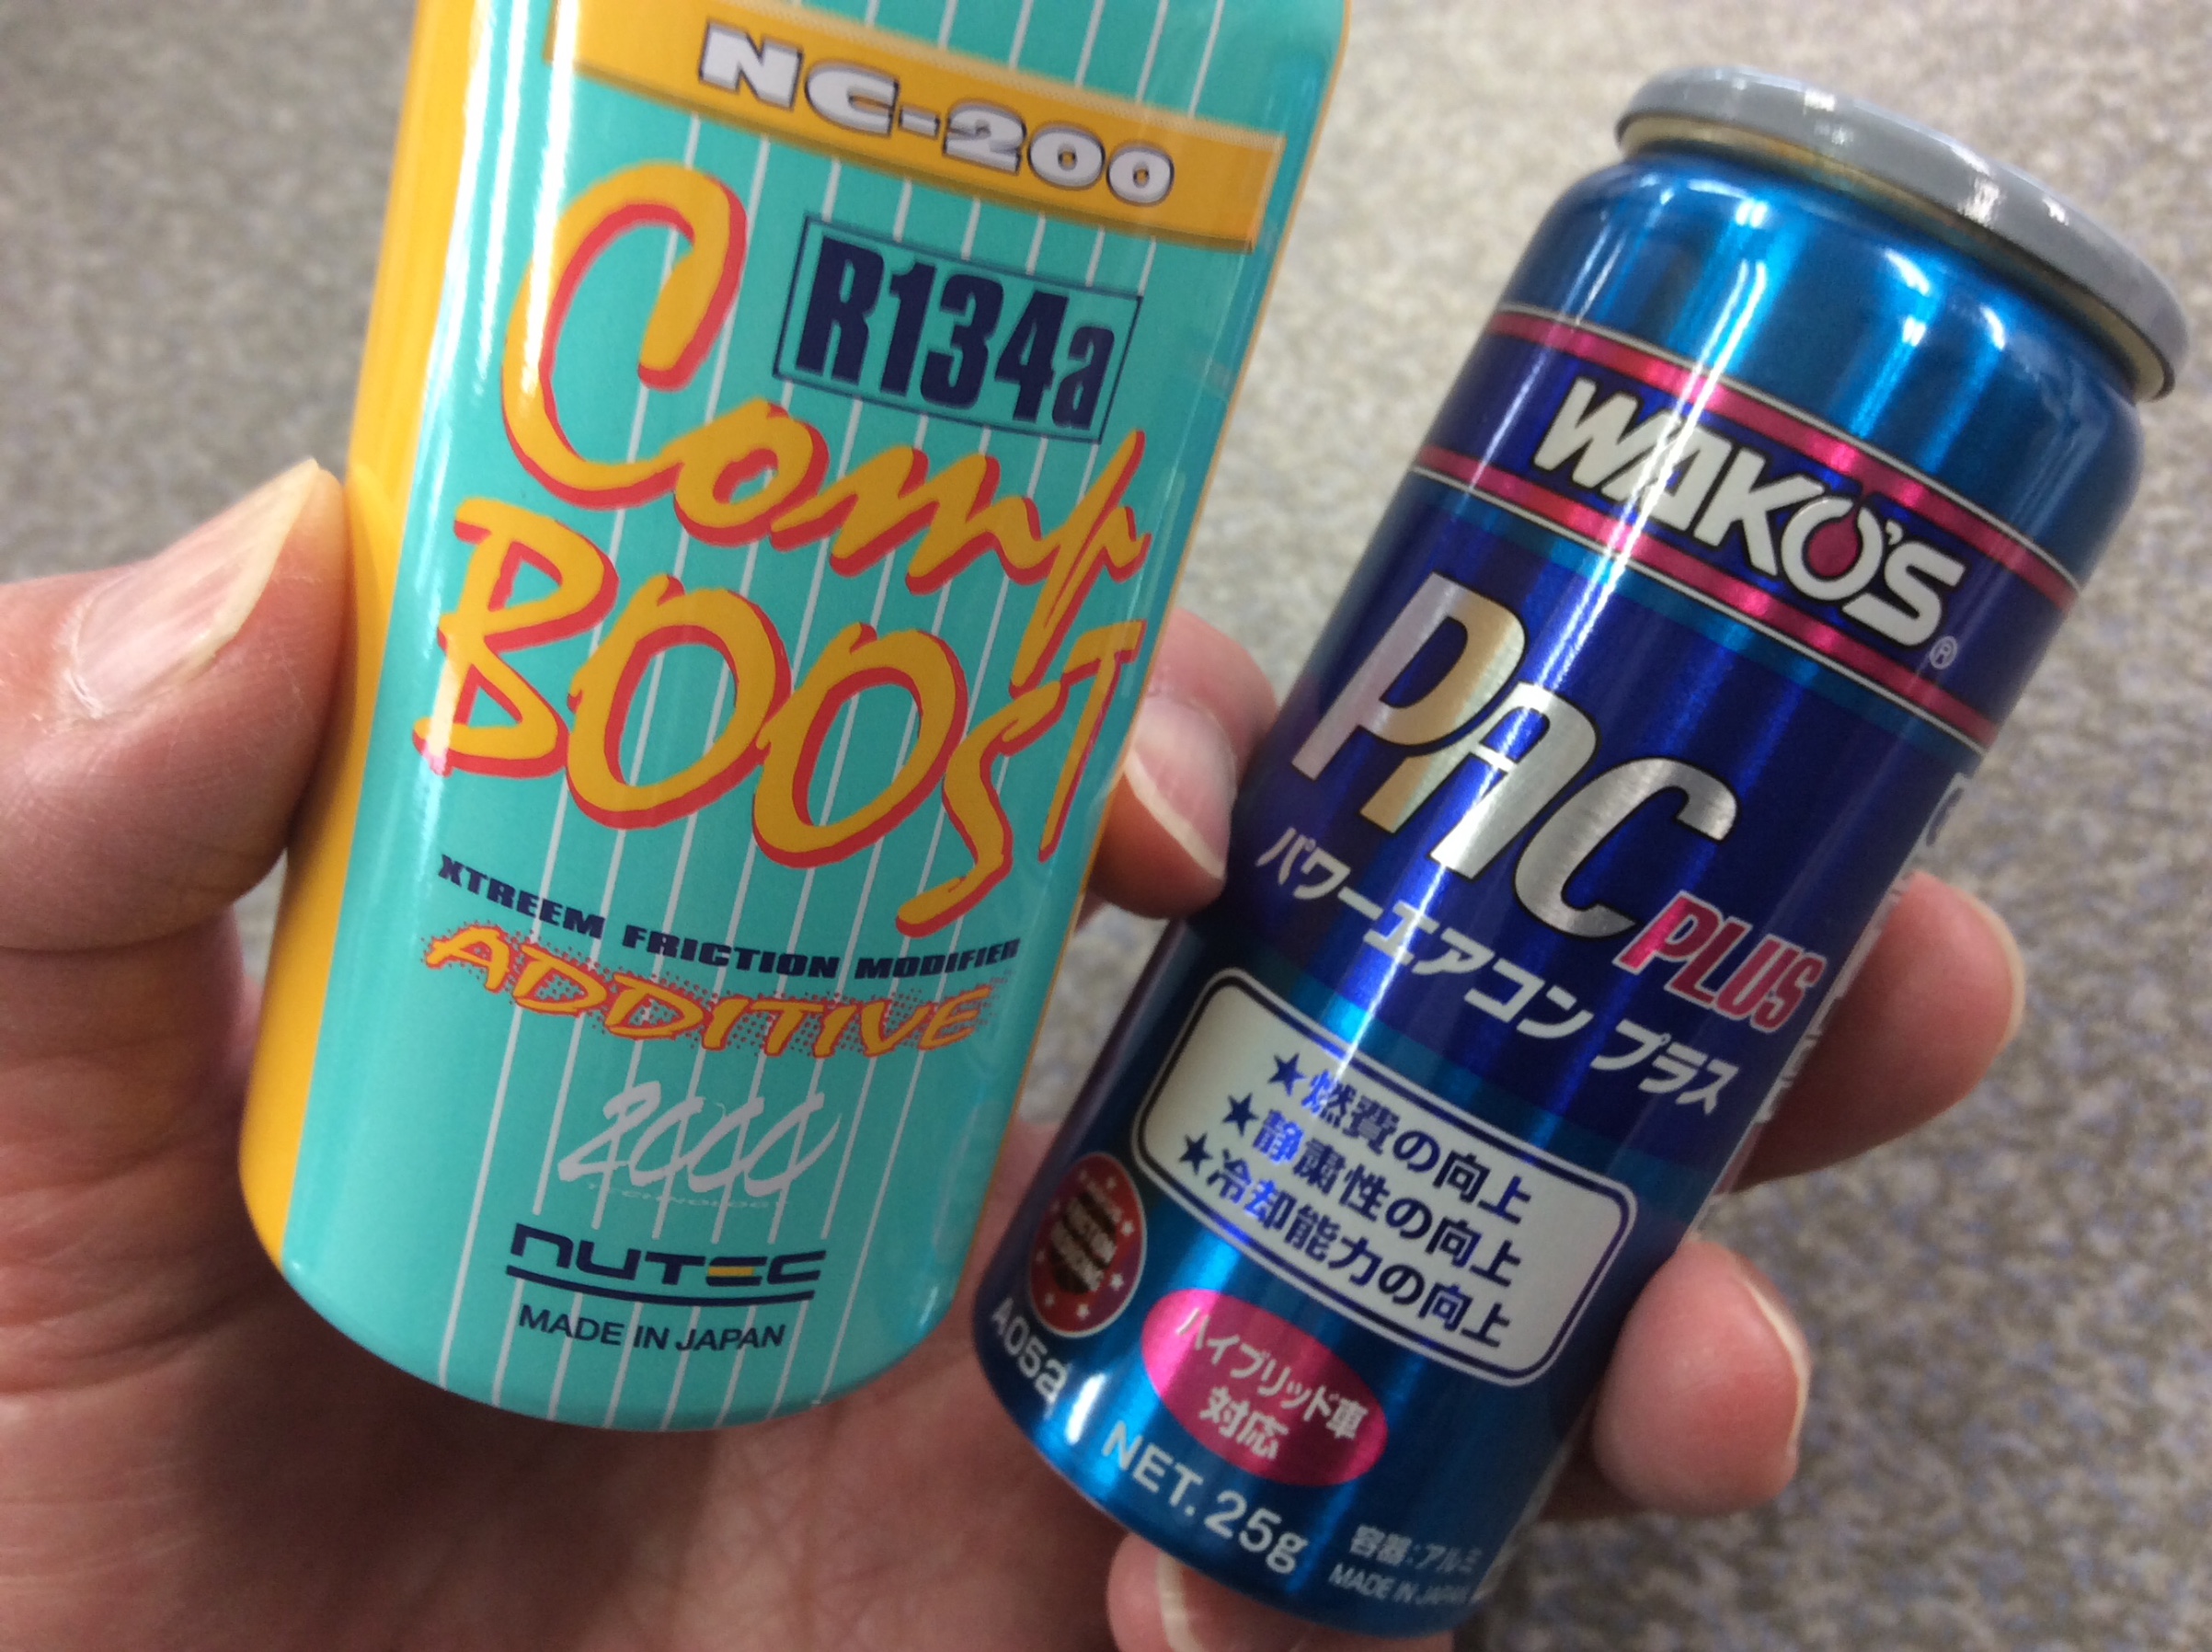 NC-200
R134a
Comp
BOOST
XTREEM FRICTION MODIFIER
ADDITIVE
2000
TECHNOLOGY
NUTEC
MADE IN JAPAN
WAKO'S®
PAC PLUS
パワーエアコン プラス
★燃費の向上
★静粛性の向上
★冷却能力の向上
ハイブリッド車
対応
A05a
NET.25g
容器:アルミ
MADE IN JAPAN